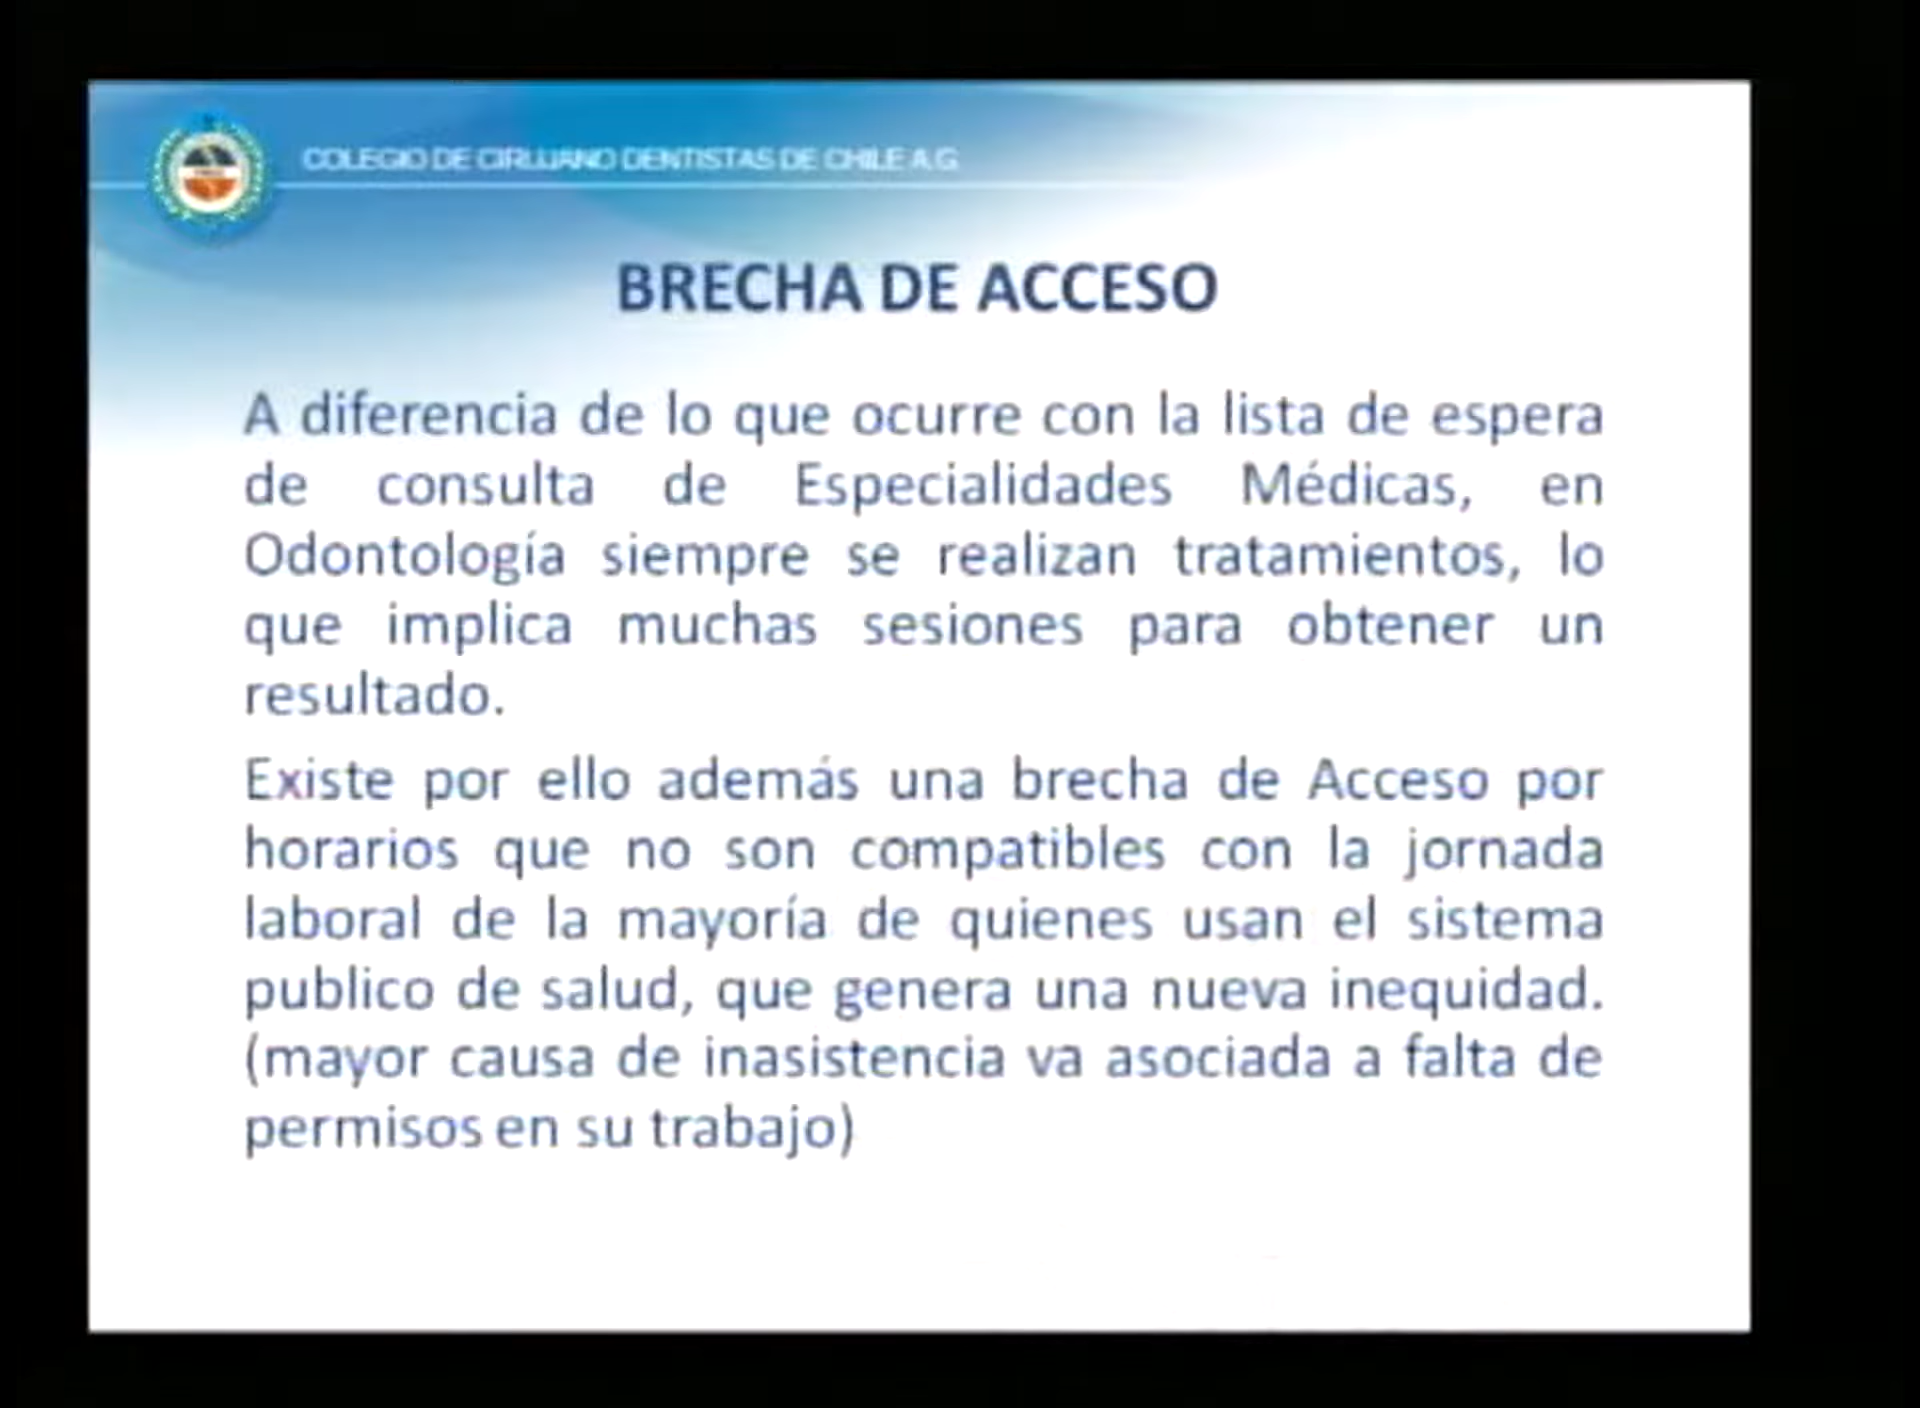 COLEGIO DE CIRUJANO DENTISTAS DE CHILE A.G.
BRECHA DE ACCESO
A diferencia de lo que ocurre con la lista de espera
de consulta de Especialidades Médicas, en
Odontología siempre se realizan tratamientos, lo
que implica muchas sesiones para obtener un
resultado.
Existe por ello además una brecha de Acceso por
horarios que no son compatibles con la jornada
laboral de la mayoría de quienes usan el sistema
publico de salud, que genera una nueva inequidad.
(mayor causa de inasistencia va asociada a falta de
permisos en su trabajo)